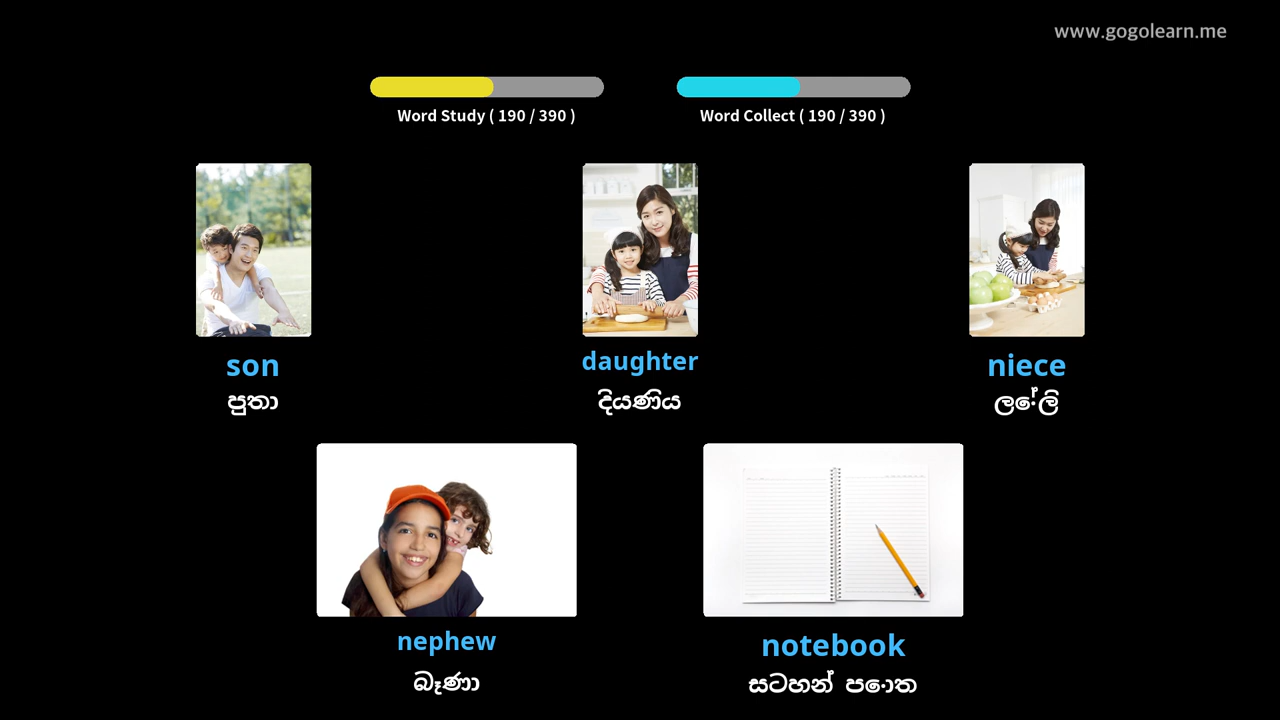 www.gogolearn.me
Word Study ( 190 / 390 )
Word Collect ( 190 / 390 )
son
පුතා
daughter
දියණිය
niece
ලේලි
nephew
බෑණා
notebook
සටහන් පොත